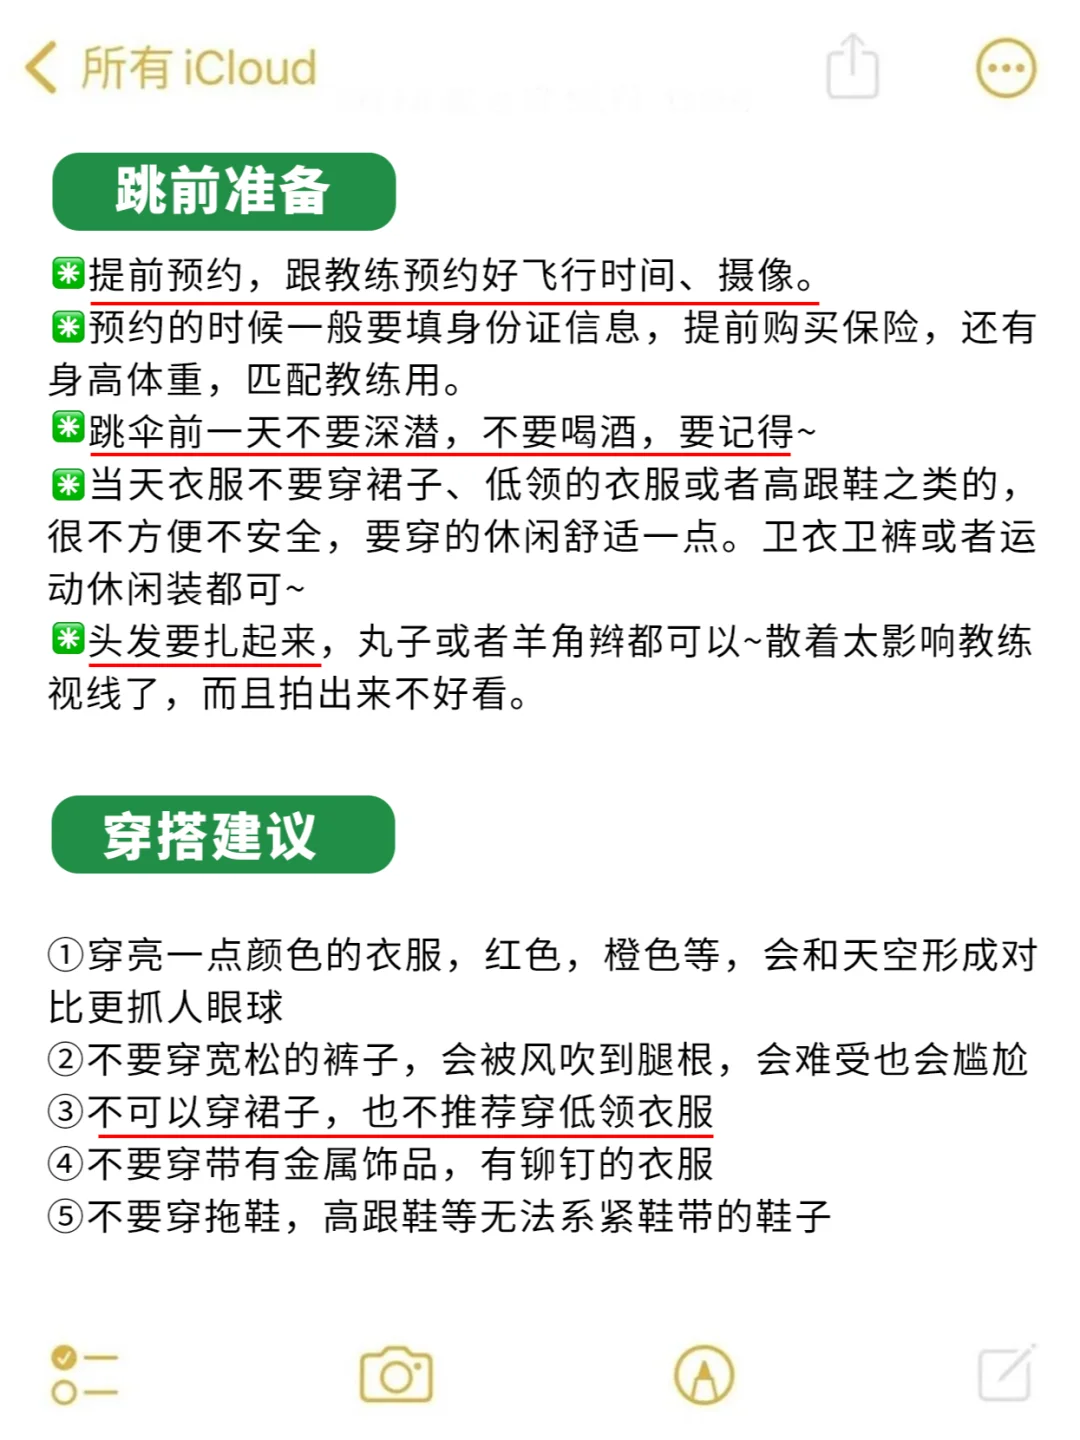 所有 iCloud
跳前准备
✳️提前预约，跟教练预约好飞行时间、摄像。
✳️预约的时候一般要填身份证信息，提前购买保险，还有
身高体重，匹配教练用。
✳️跳伞前一天不要深潜，不要喝酒，要记得~
✳️当天衣服不要穿裙子、低领的衣服或者高跟鞋之类的，
很不方便不安全，要穿的休闲舒适一点。卫衣卫裤或者运
动休闲装都可~
✳️头发要扎起来，丸子或者羊角辫都可以~散着太影响教练
视线了，而且拍出来不好看。
穿搭建议
①穿亮一点颜色的衣服，红色，橙色等，会和天空形成对
比更抓人眼球
②不要穿宽松的裤子，会被风吹到腿根，会难受也会尴尬
③不可以穿裙子，也不推荐穿低领衣服
④不要穿带有金属饰品，有铆钉的衣服
⑤不要穿拖鞋，高跟鞋等无法系紧鞋带的鞋子